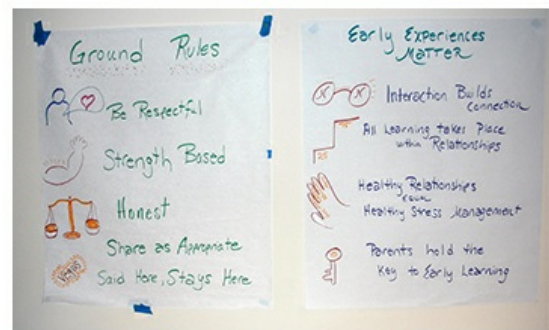 Ground Rules
Be Respectful
Strength Based
Honest
Share as Appropriate
Said Here, Stays Here
Early Experiences
Matter
Interaction Builds
connection
All Learning takes Place
within Relationships
Healthy Relationships
equal
Healthy Stress Management
Parents hold the
Key to Early Learning